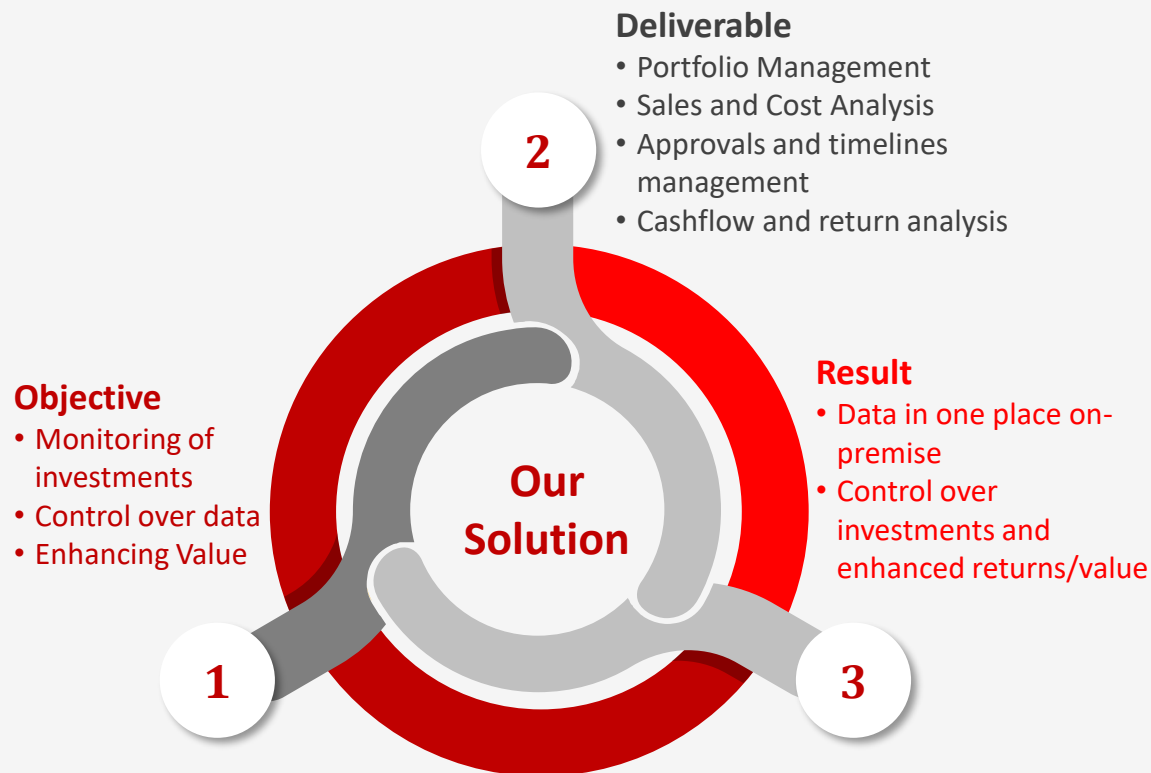 Deliverable
• Portfolio Management
• Sales and Cost Analysis
• Approvals and timelines
management
• Cashflow and return analysis
2
Objective
• Monitoring of
investments
• Control over data
• Enhancing Value
Our
Solution
Result
• Data in one place on-
premise
• Control over
investments and
enhanced returns/value
1
3